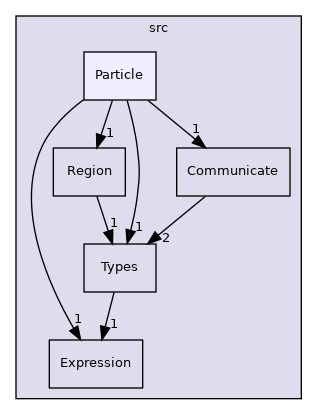 src
Particle
1
1
Region
Communicate
1
1
2
Types
1
1
Expression